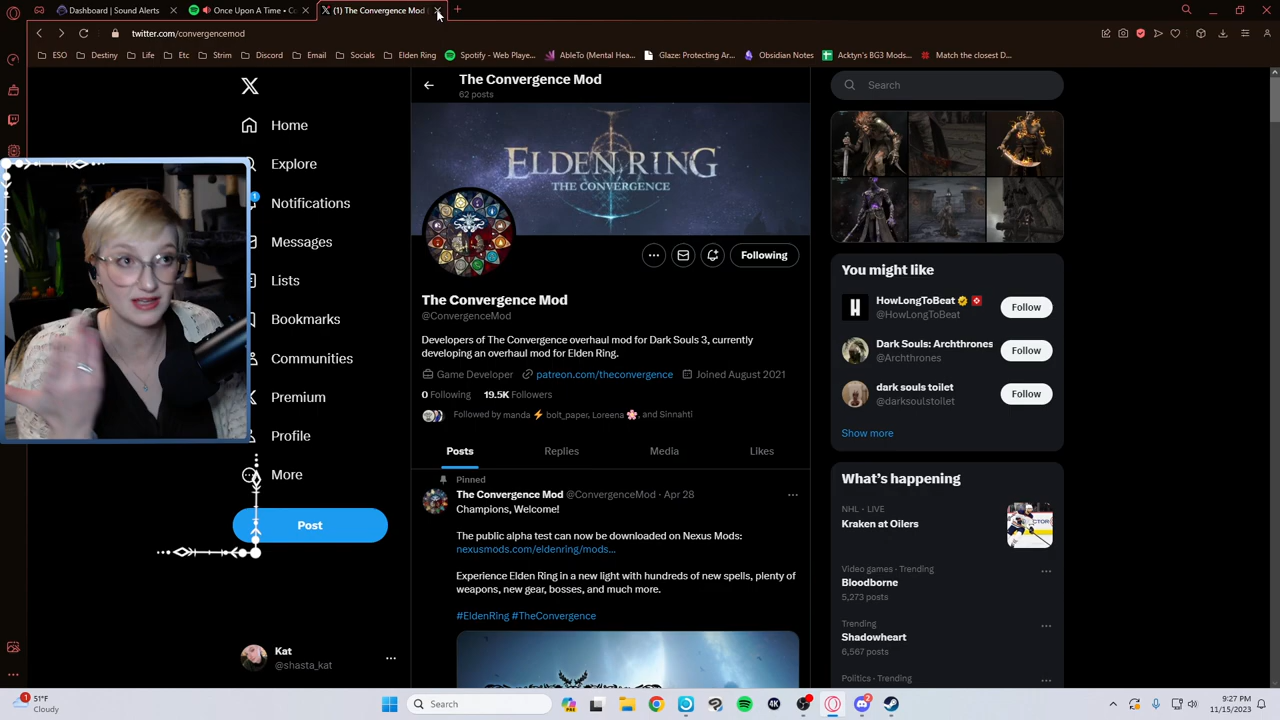 Dashboard | Sound Alerts
Once Upon A Time • C
(1) The Convergence Mod (
twitter.com/convergencemod
ESO
Destiny
Life
Etc
Strim
Discord
Email
Socials
Elden Ring
Spotify - Web Playe...
AbleTo (Mental Hea...
Glaze: Protecting Ar...
Obsidian Notes
Acktyn's BG3 Mods...
Match the closest D...
The Convergence Mod
62 posts
Search
Home
Explore
1
Notifications
Messages
Lists
Bookmarks
Communities
Premium
Profile
More
Post
Kat
@shasta_kat
ELDEN RING
THE CONVERGENCE
Following
The Convergence Mod
@ConvergenceMod
Developers of The Convergence overhaul mod for Dark Souls 3, currently
developing an overhaul mod for Elden Ring.
Game Developer patreon.com/theconvergence Joined August 2021
0 Following 19.5K Followers
Followed by manda ⚡ bolt_paper, Loreena 🌸, and Sinnahti
Posts Replies Media Likes
Pinned
The Convergence Mod @ConvergenceMod · Apr 28
Champions, Welcome!
The public alpha test can now be downloaded on Nexus Mods:
nexusmods.com/eldenring/mods...
Experience Elden Ring in a new light with hundreds of new spells, plenty of
weapons, new gear, bosses, and much more.
#EldenRing #TheConvergence
You might like
HowLongToBeat
@HowLongToBeat
Follow
Dark Souls: Archthrones
@Archthrones
Follow
dark souls toilet
@darksoulstoilet
Follow
Show more
What's happening
NHL · LIVE
Kraken at Oilers
Video games · Trending
Bloodborne
5,273 posts
Trending
Shadowheart
6,567 posts
Politics · Trending
1
51°F
Cloudy
Search
4K
2
9:27 PM
11/15/2023